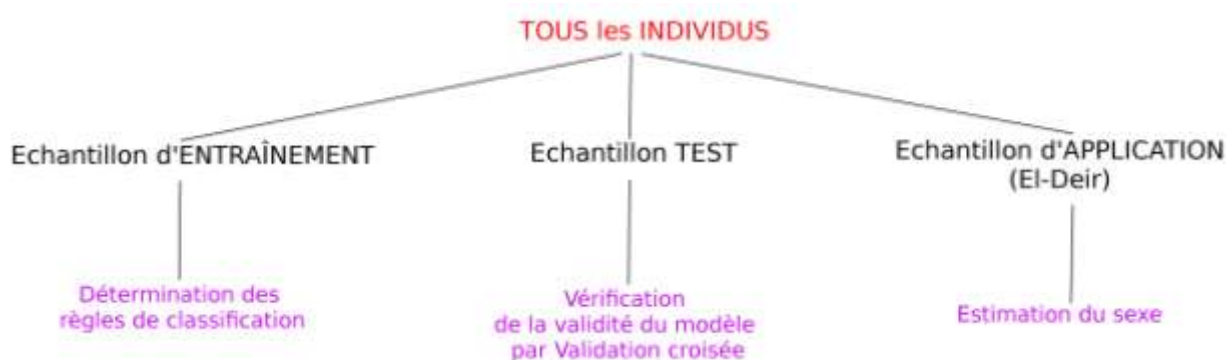 TOUS les INDIVIDUS
Echantillon d'ENTRAÎNEMENT
Echantillon TEST
Echantillon d'APPLICATION
(El-Deir)
Détermination des
règles de classification
Vérification
de la validité du modèle
par Validation croisée
Estimation du sexe